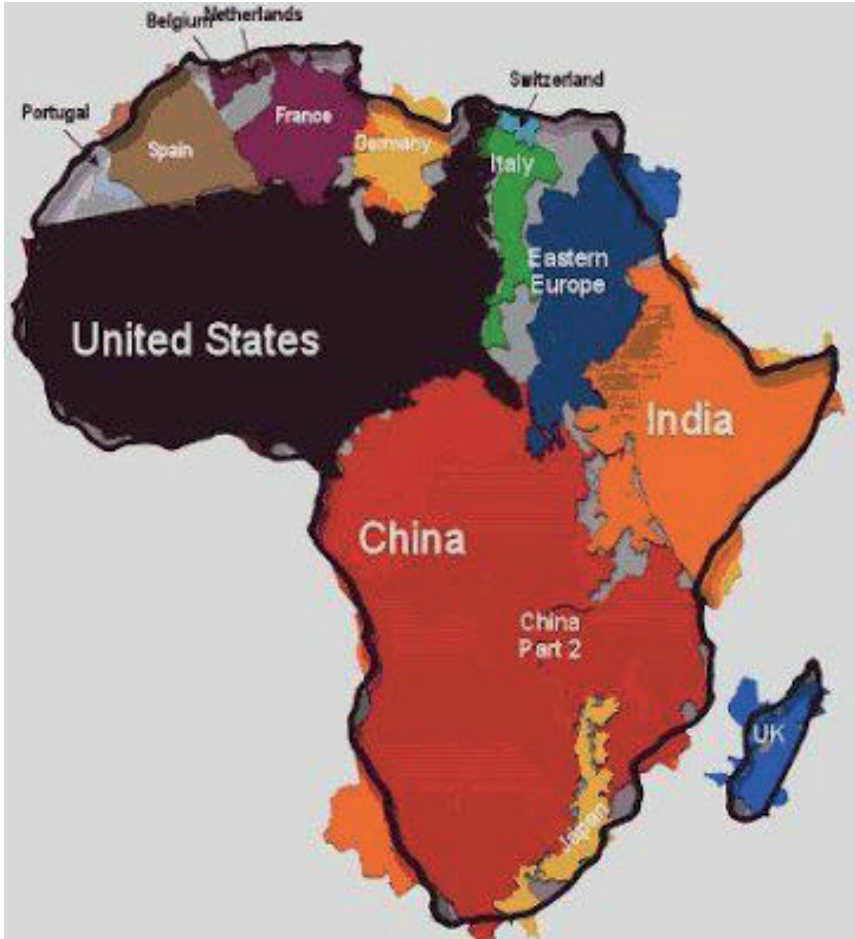 Belgium
Netherlands
Switzerland
Portugal
Spain
France
Germany
Italy
Eastern
Europe
United States
India
China
China
Part 2
UK
Japan